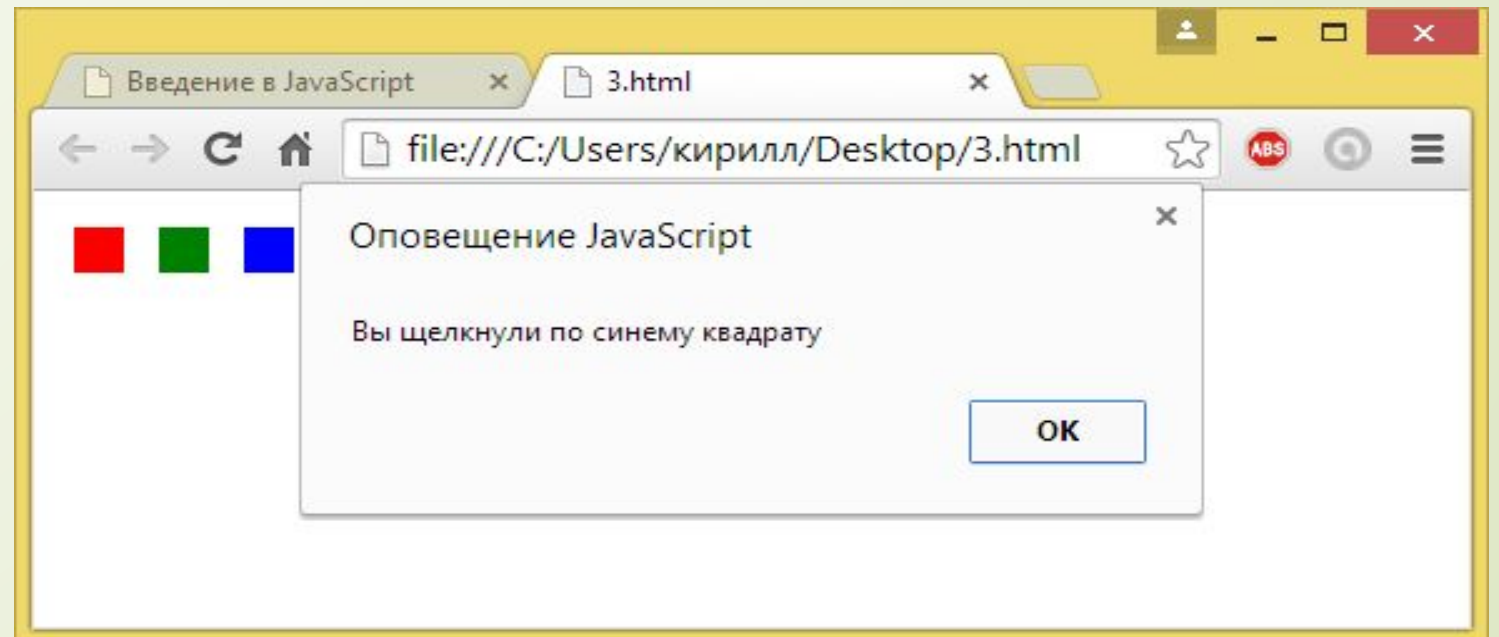 Введение в JavaScript
3.html
file:///C:/Users/кирилл/Desktop/3.html
ABS
Оповещение JavaScript
Вы щелкнули по синему квадрату
OK